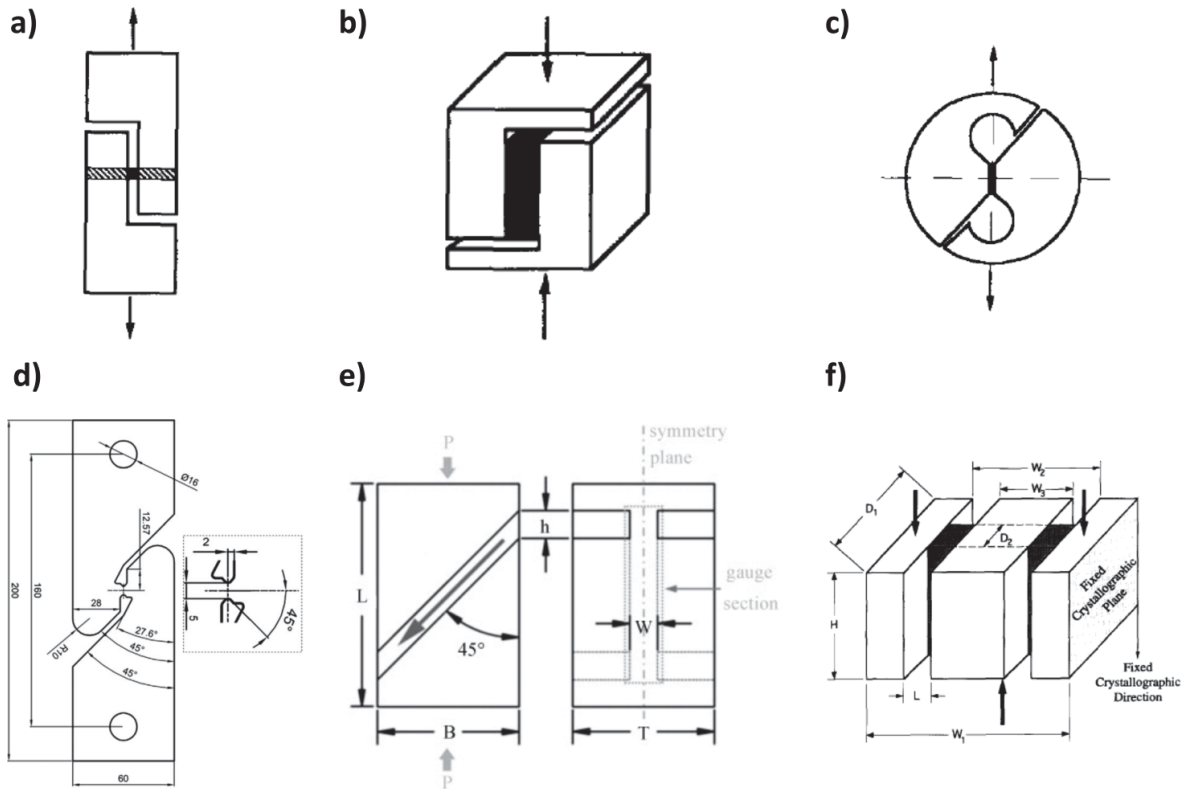 a)
b)
c)
d)
e)
f)
Ø16
12.57
200
160
28
R10
27.6°
45°
45°
60
2
5
45°
P
symmetry
plane
L
h
W
gauge
section
45°
B
T
P
W2
W3
D1
D2
H
L
W1
Fixed
Crystallographic
Plane
Fixed
Crystallographic
Direction